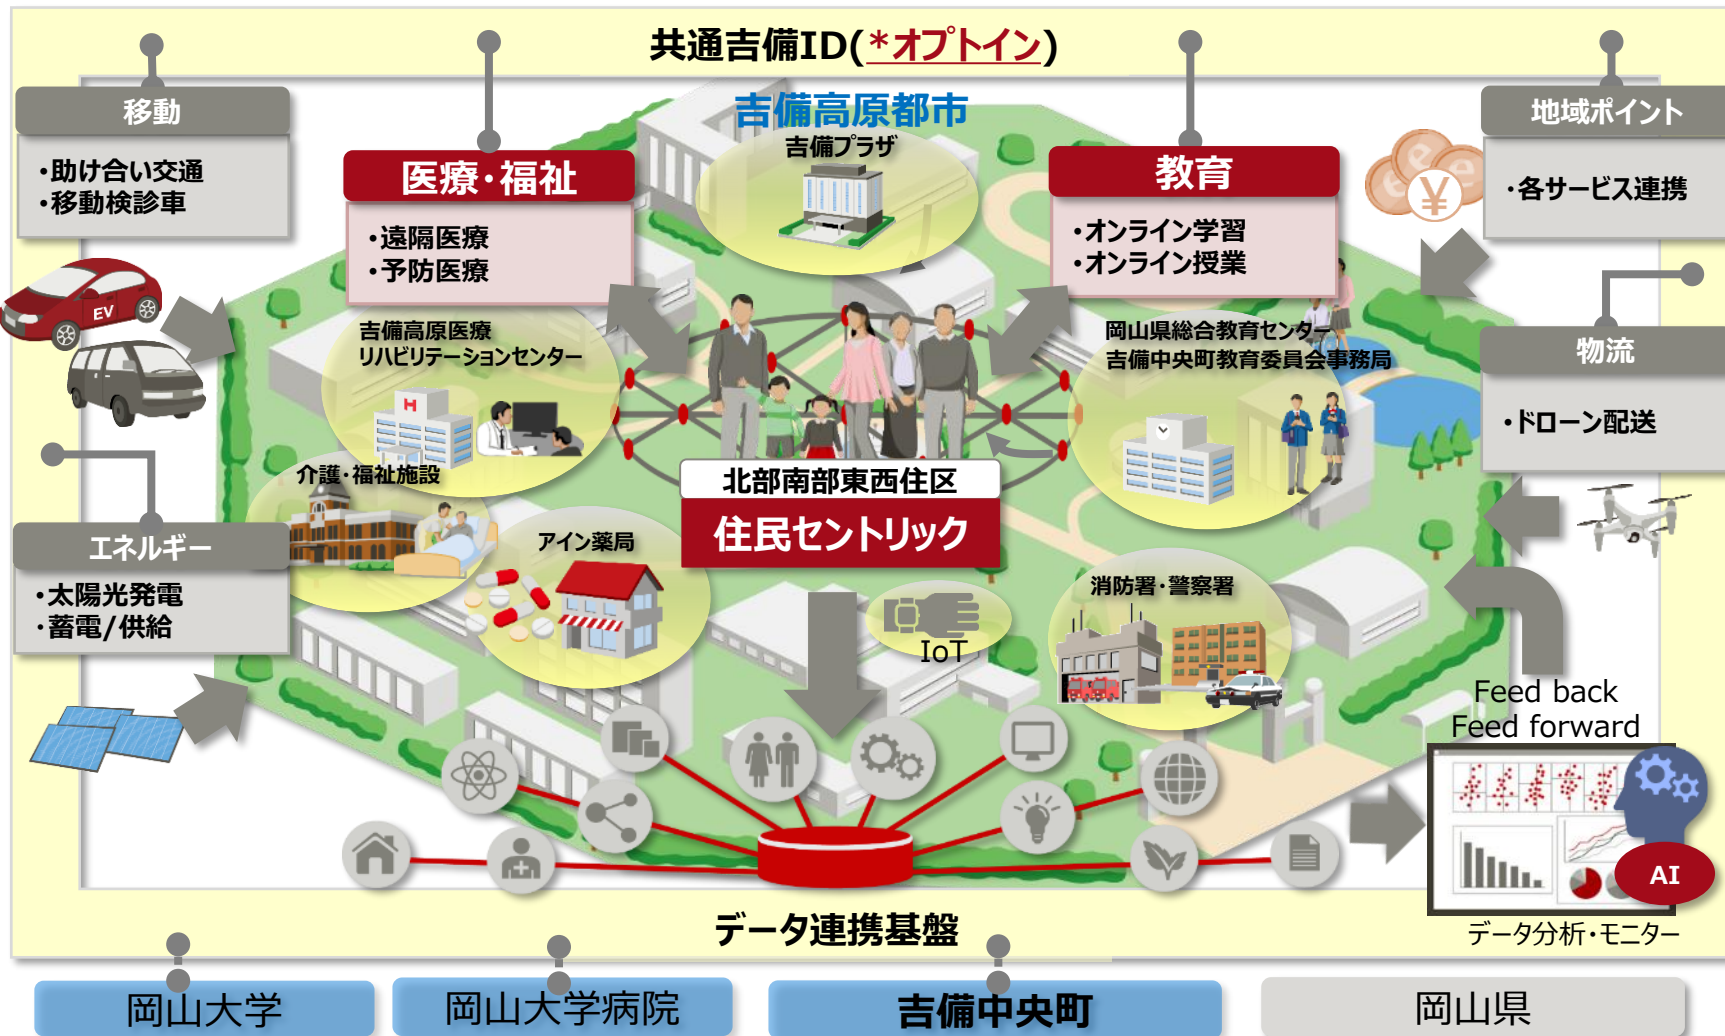 共通吉備ID(*オプトイン)
吉備高原都市
吉備プラザ
移動
・助け合い交通
・移動検診車
医療・福祉
・遠隔医療
・予防医療
教育
・オンライン学習
・オンライン授業
地域ポイント
・各サービス連携
e
e
e
¥
EV
吉備高原医療
リハビリテーションセンター
H
岡山県総合教育センター
吉備中央町教育委員会事務局
物流
・ドローン配送
介護・福祉施設
北部南部東西住区
住民セントリック
エネルギー
・太陽光発電
・蓄電/供給
アイン薬局
IoT
消防署・警察署
Feed back
Feed forward
AI
データ分析・モニター
データ連携基盤
岡山大学
岡山大学病院
吉備中央町
岡山県